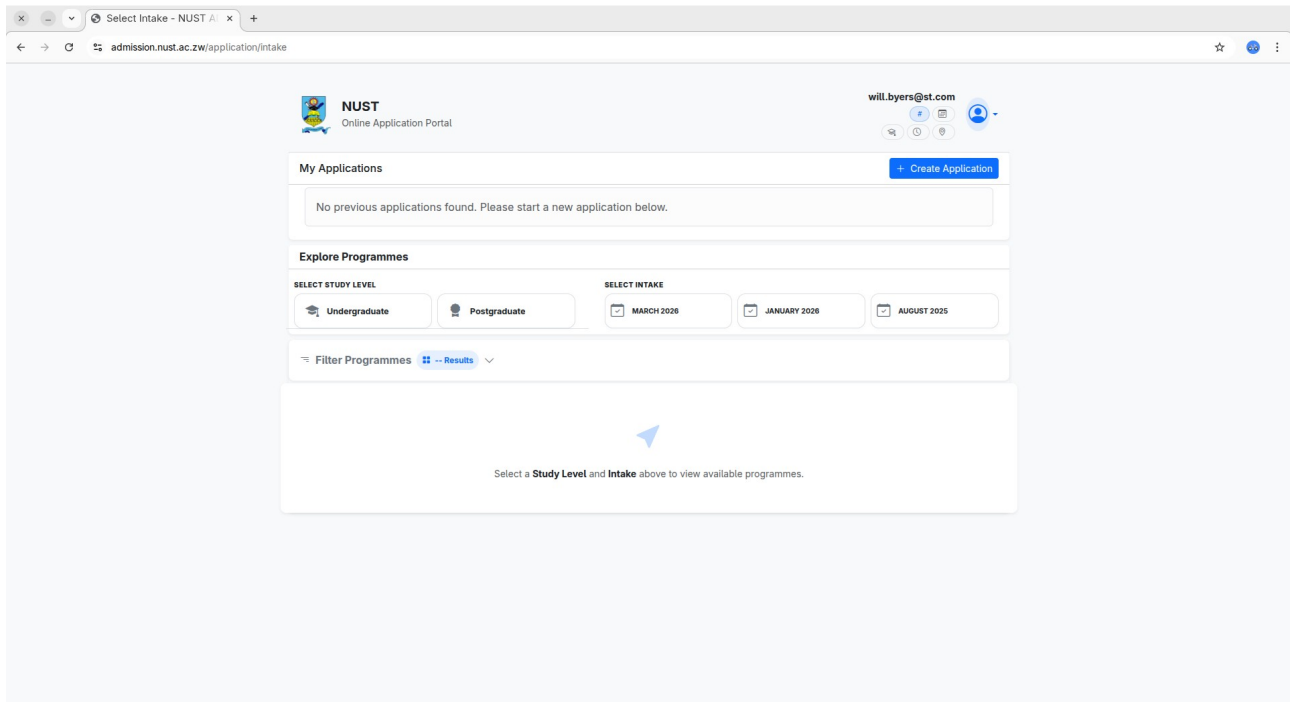 Select Intake - NUST A
admission.nust.ac.zw/application/intake
NUST
Online Application Portal
will.byers@st.com
#
My Applications
+ Create Application
No previous applications found. Please start a new application below.
Explore Programmes
SELECT STUDY LEVEL
Undergraduate
Postgraduate
SELECT INTAKE
MARCH 2026
JANUARY 2026
AUGUST 2025
Filter Programmes
-- Results
Select a Study Level and Intake above to view available programmes.